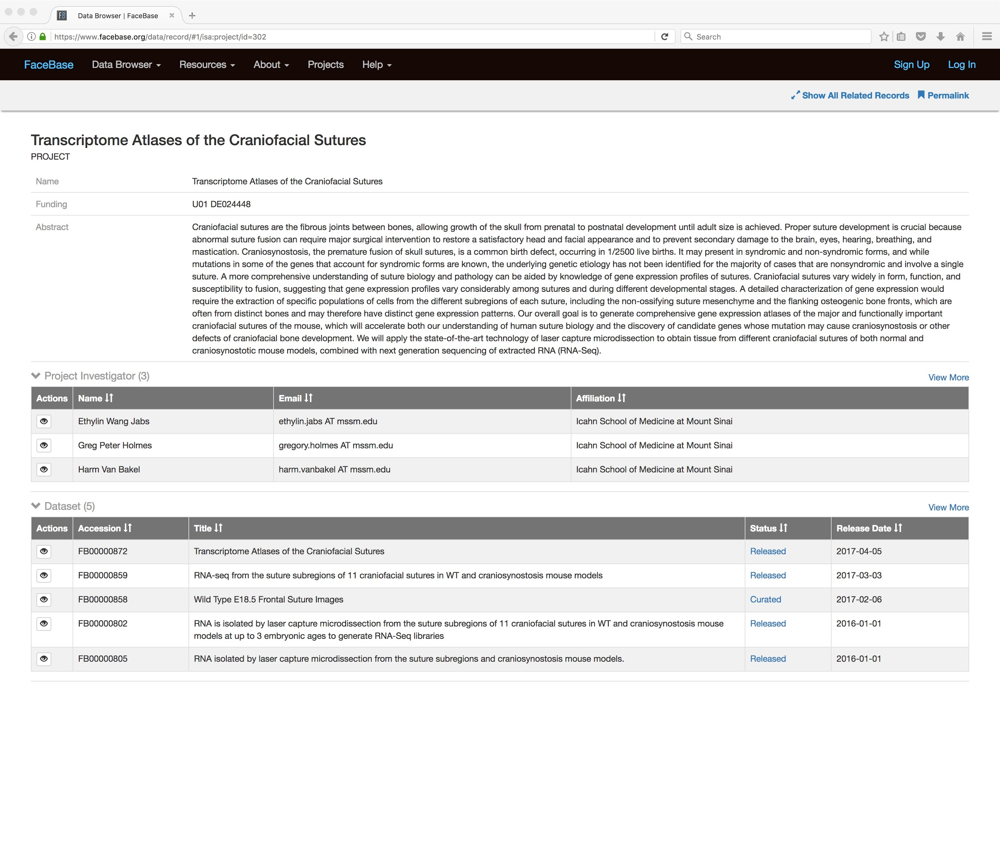 FB Data Browser | FaceBase
https://www.facebase.org/data/record/#1/isa:project/id=302
Search
FaceBase Data Browser Resources About Projects Help Sign Up Log In
Show All Related Records Permalink
Transcriptome Atlases of the Craniofacial Sutures
PROJECT
Name Transcriptome Atlases of the Craniofacial Sutures
Funding U01 DE024448
Abstract Craniofacial sutures are the fibrous joints between bones, allowing growth of the skull from prenatal to postnatal development until adult size is achieved. Proper suture development is crucial because
abnormal suture fusion can require major surgical intervention to restore a satisfactory head and facial appearance and to prevent secondary damage to the brain, eyes, hearing, breathing, and
mastication. Craniosynostosis, the premature fusion of skull sutures, is a common birth defect, occurring in 1/2500 live births. It may present in syndromic and non-syndromic forms, and while
mutations in some of the genes that account for syndromic forms are known, the underlying genetic etiology has not been identified for the majority of cases that are nonsyndromic and involve a single
suture. A more comprehensive understanding of suture biology and pathology can be aided by knowledge of gene expression profiles of sutures. Craniofacial sutures vary widely in form, function, and
susceptibility to fusion, suggesting that gene expression profiles vary considerably among sutures and during different developmental stages. A detailed characterization of gene expression would
require the extraction of specific populations of cells from the different subregions of each suture, including the non-ossifying suture mesenchyme and the flanking osteogenic bone fronts, which are
often from distinct bones and may therefore have distinct gene expression patterns. Our overall goal is to generate comprehensive gene expression atlases of the major and functionally important
craniofacial sutures of the mouse, which will accelerate both our understanding of human suture biology and the discovery of candidate genes whose mutation may cause craniosynostosis or other
defects of craniofacial bone development. We will apply the state-of-the-art technology of laser capture microdissection to obtain tissue from different craniofacial sutures of both normal and
craniosynostotic mouse models, combined with next generation sequencing of extracted RNA (RNA-Seq).
Project Investigator (3) View More
Actions Name Email Affiliation
Ethylin Wang Jabs ethylin.jabs AT mssm.edu Icahn School of Medicine at Mount Sinai
Greg Peter Holmes gregory.holmes AT mssm.edu Icahn School of Medicine at Mount Sinai
Harm Van Bakel harm.vanbakel AT mssm.edu Icahn School of Medicine at Mount Sinai
Dataset (5) View More
Actions Accession Title Status Release Date
FB00000872 Transcriptome Atlases of the Craniofacial Sutures Released 2017-04-05
FB00000859 RNA-seq from the suture subregions of 11 craniofacial sutures in WT and craniosynostosis mouse models Released 2017-03-03
FB00000858 Wild Type E18.5 Frontal Suture Images Curated 2017-02-06
FB00000802 RNA is isolated by laser capture microdissection from the suture subregions of 11 craniofacial sutures in WT and craniosynostosis mouse Released 2016-01-01
models at up to 3 embryonic ages to generate RNA-Seq libraries
FB00000805 RNA isolated by laser capture microdissection from the suture subregions and craniosynostosis mouse models. Released 2016-01-01